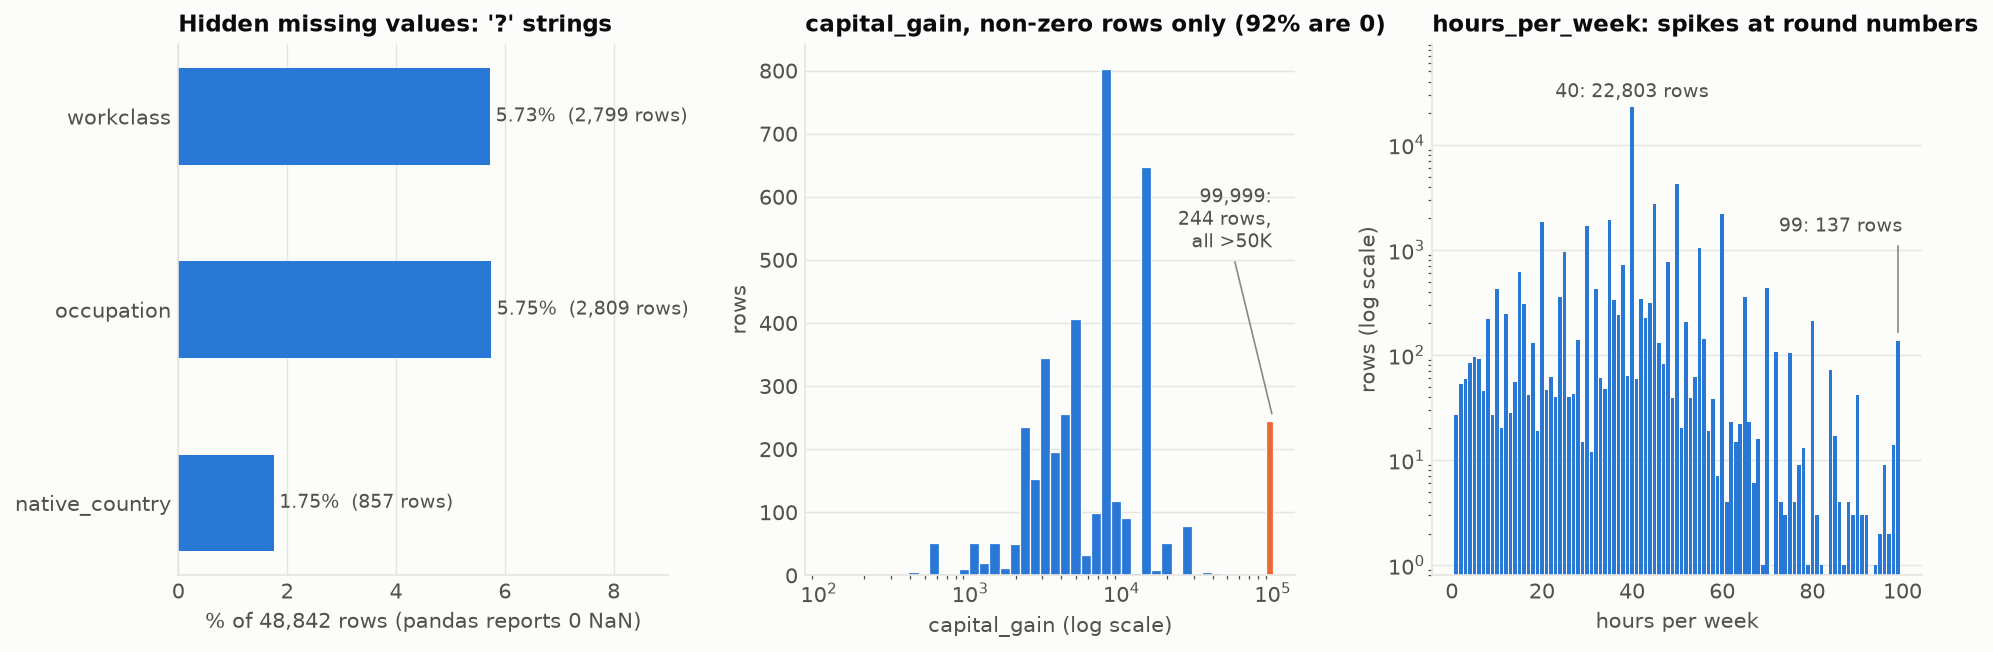 Hidden missing values: '?' strings
workclass
5.73%  (2,799 rows)
occupation
5.75%  (2,809 rows)
native_country
1.75%  (857 rows)
0 2 4 6 8
% of 48,842 rows (pandas reports 0 NaN)
capital_gain, non-zero rows only (92% are 0)
rows
800
700
600
500
400
300
200
100
0
99,999:
244 rows,
all >50K
10² 10³ 10⁴ 10⁵
capital_gain (log scale)
hours_per_week: spikes at round numbers
rows (log scale)
10⁴
10³
10²
10¹
10⁰
40: 22,803 rows
99: 137 rows
0 20 40 60 80 100
hours per week